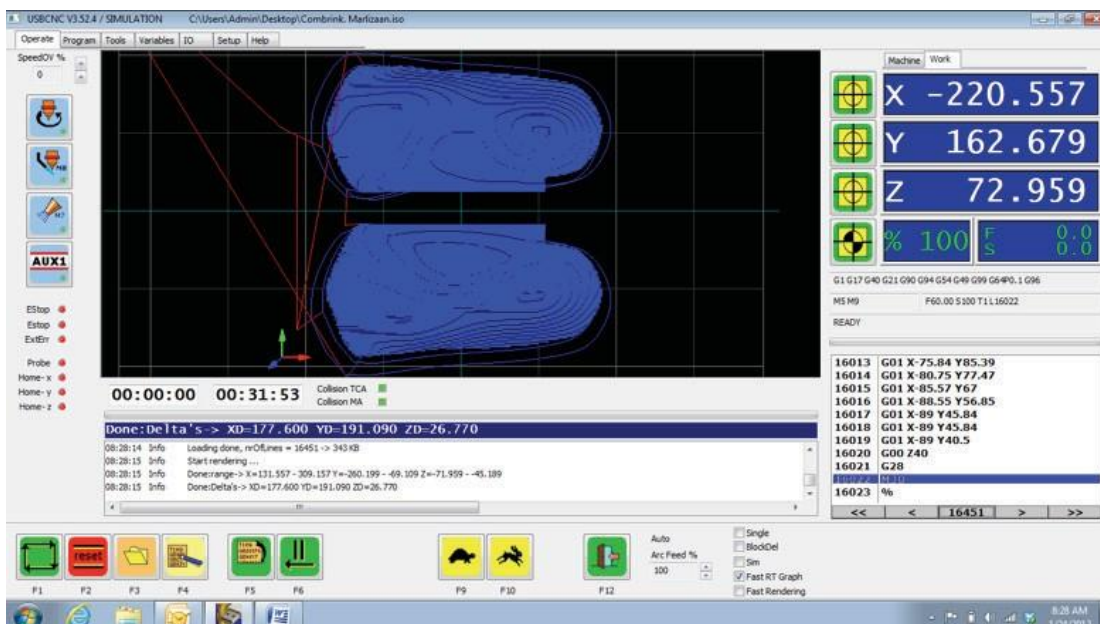 USBCNC V3.52.4 / SIMULATION C:\Users\Admin\Desktop\Combrink. Marlizaan.iso
Operate Program Tools Variables IO Setup Help
SpeedOV %
0
M8
M7
AUX1
EStop
Estop
ExtErr
Probe
Home- x
Home- y
Home- z
Machine Work
X -220.557
Y 162.679
Z 72.959
% 100 F 0.0
S 0.0
G1 G17 G40 G21 G90 G94 G54 G49 G99 G64P0.1 G96
M5 M9 F60.00 S100 T1 L16022
READY
16013 G01 X-75.84 Y85.39
16014 G01 X-80.75 Y77.47
16015 G01 X-85.57 Y67
16016 G01 X-88.55 Y56.85
16017 G01 X-89 Y45.84
16018 G01 X-89 Y45.84
16019 G01 X-89 Y40.5
16020 G00 Z40
16021 G28
16022 M30
16023 %
<< < 16451 > >>
00:00:00 00:31:53 Collision TCA
Collision MA
Done:Delta's-> XD=177.600 YD=191.090 ZD=26.770
08:28:14 Info Loading done, nrOfLines = 16451 -> 343 KB
08:28:15 Info Start rendering ...
08:28:15 Info Done:range-> X=131.557 - 309.157 Y=-260.199 - -69.109 Z=-71.959 - -45.189
08:28:15 Info Done:Delta's-> XD=177.600 YD=191.090 ZD=26.770
reset
F1 F2 F3 F4 F5 F6 F9 F10 F12
Auto
Arc Feed %
100
Single
BlockDel
Sim
Fast RT Graph
Fast Rendering
8:28 AM